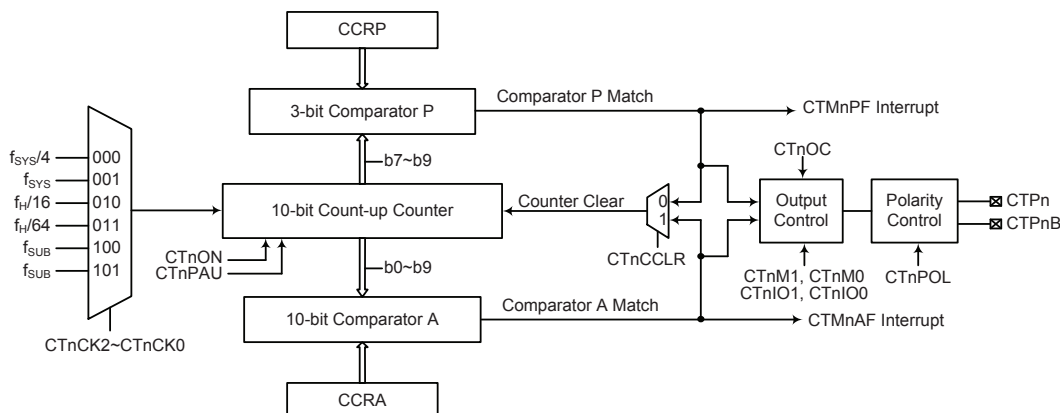 CCRP
3-bit Comparator P
Comparator P Match
CTMnPF Interrupt
b7~b9
CTnOC
fSYS/4
000
fSYS
001
fH/16
010
fH/64
011
fSUB
100
fSUB
101
10-bit Count-up Counter
Counter Clear
0
1
Output
Control
Polarity
Control
CTPn
CTPnB
CTnON
CTnPAU
b0~b9
CTnCCLR
CTnM1, CTnM0
CTnIO1, CTnIO0
CTnPOL
10-bit Comparator A
Comparator A Match
CTMnAF Interrupt
CTnCK2~CTnCK0
CCRA